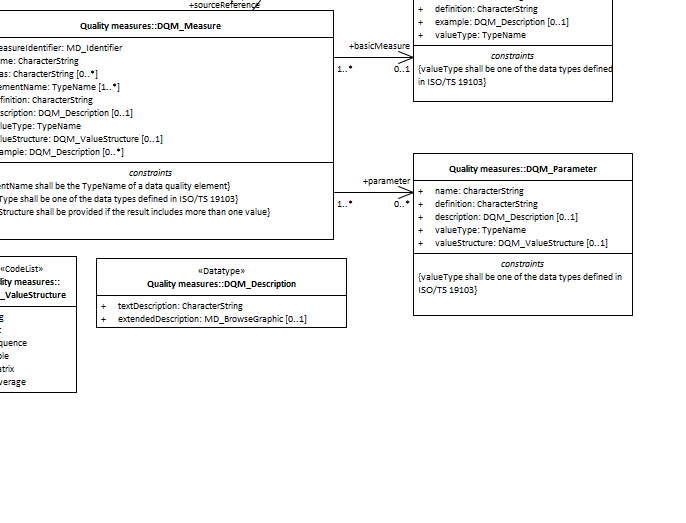 +sourceReference
Quality measures::DQM_Measure
easureIdentifier: MD_Identifier
me: CharacterString
as: CharacterString [0..*]
ementName: TypeName [1..*]
finition: CharacterString
scription: DQM_Description [0..1]
lueType: TypeName
lueStructure: DQM_ValueStructure [0..1]
ample: DQM_Description [0..*]
constraints
entName shall be the TypeName of a data quality element}
Type shall be one of the data types defined in ISO/TS 19103}
Structure shall be provided if the result includes more than one value}
+basicMeasure
1..* 0..1
+ definition: CharacterString
+ example: DQM_Description [0..1]
+ valueType: TypeName
constraints
{valueType shall be one of the data types defined
in ISO/TS 19103}
+parameter
1..* 0..*
Quality measures::DQM_Parameter
+ name: CharacterString
+ definition: CharacterString
+ description: DQM_Description [0..1]
+ valueType: TypeName
+ valueStructure: DQM_ValueStructure [0..1]
constraints
{valueType shall be one of the data types defined in
ISO/TS 19103}
«CodeList»
lity measures::
_ValueStructure
g
quence
ble
atrix
verage
«Datatype»
Quality measures::DQM_Description
+ textDescription: CharacterString
+ extendedDescription: MD_BrowseGraphic [0..1]